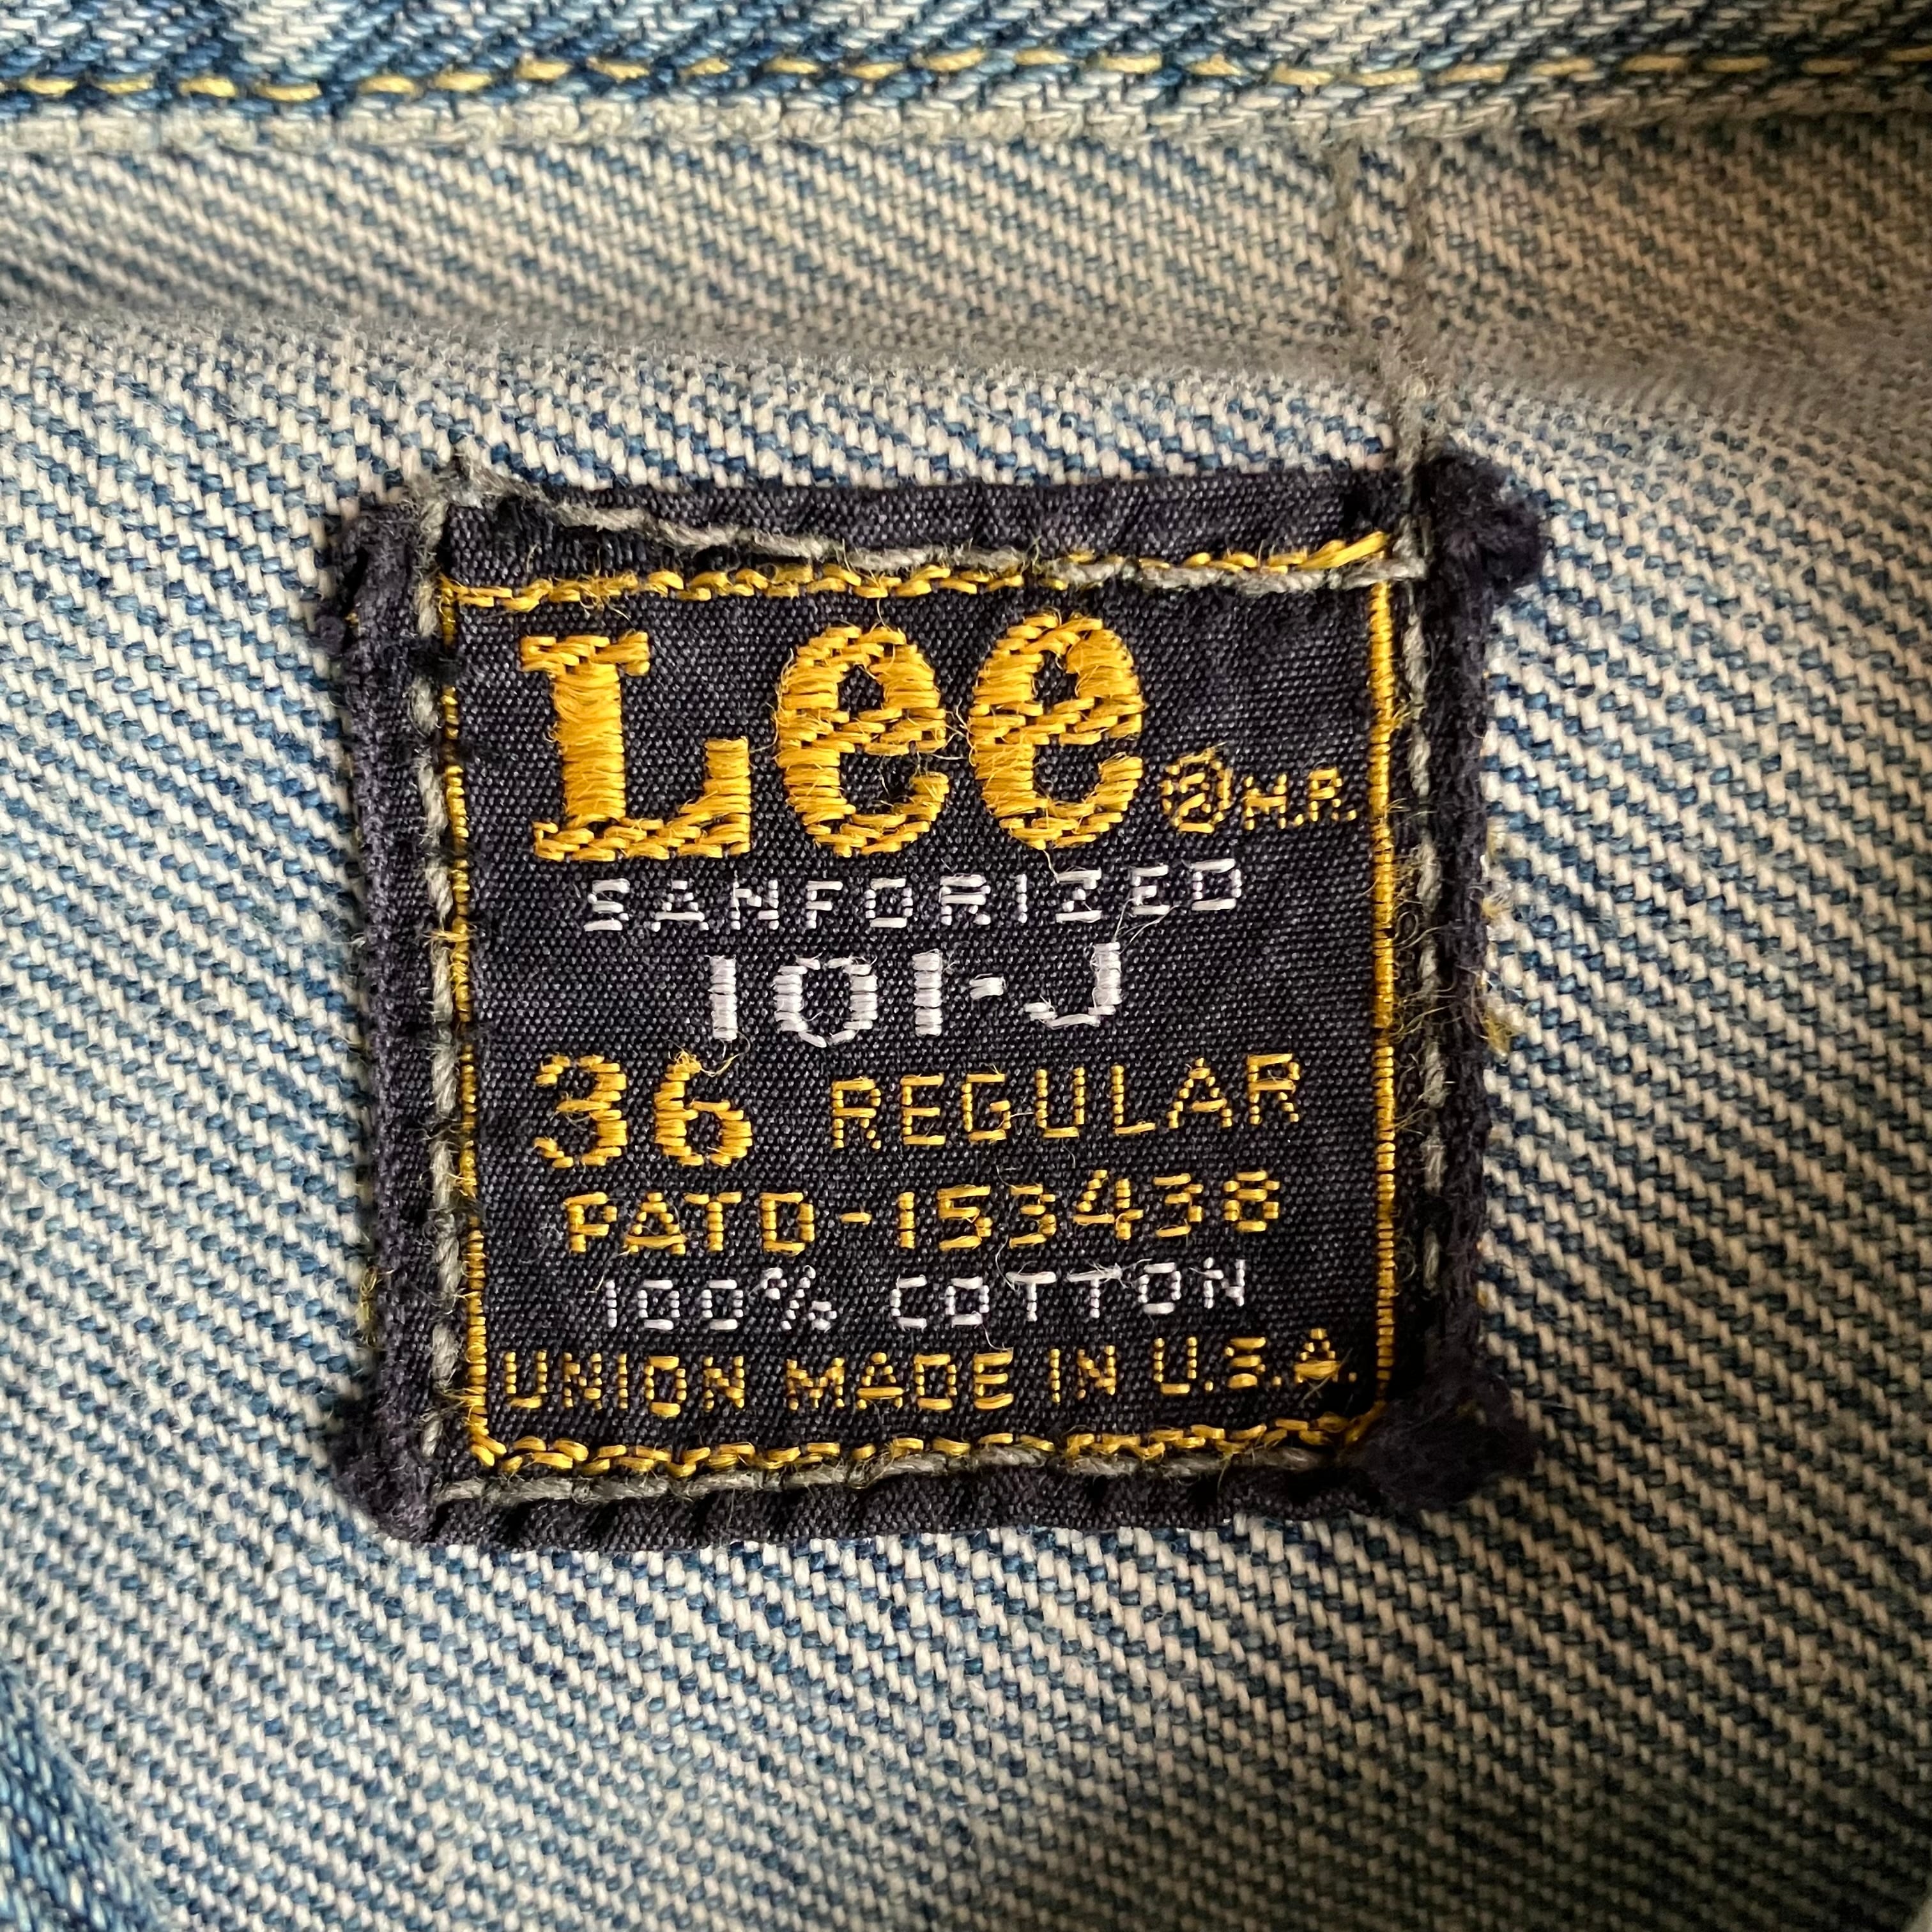 Lee ® M.R.
SANFORIZED
101-J
36 REGULAR
PATD-153438
100% COTTON
UNION MADE IN U.S.A.